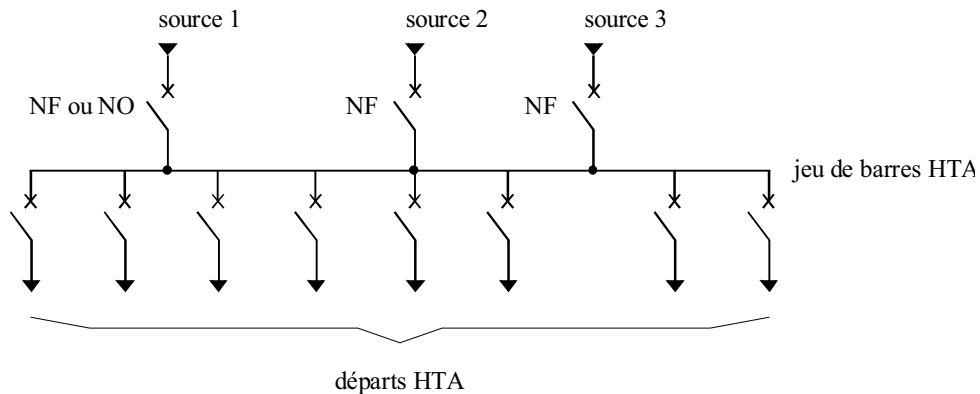 source 1
source 2
source 3
NF ou NO
NF
NF
jeu de barres HTA
départs HTA